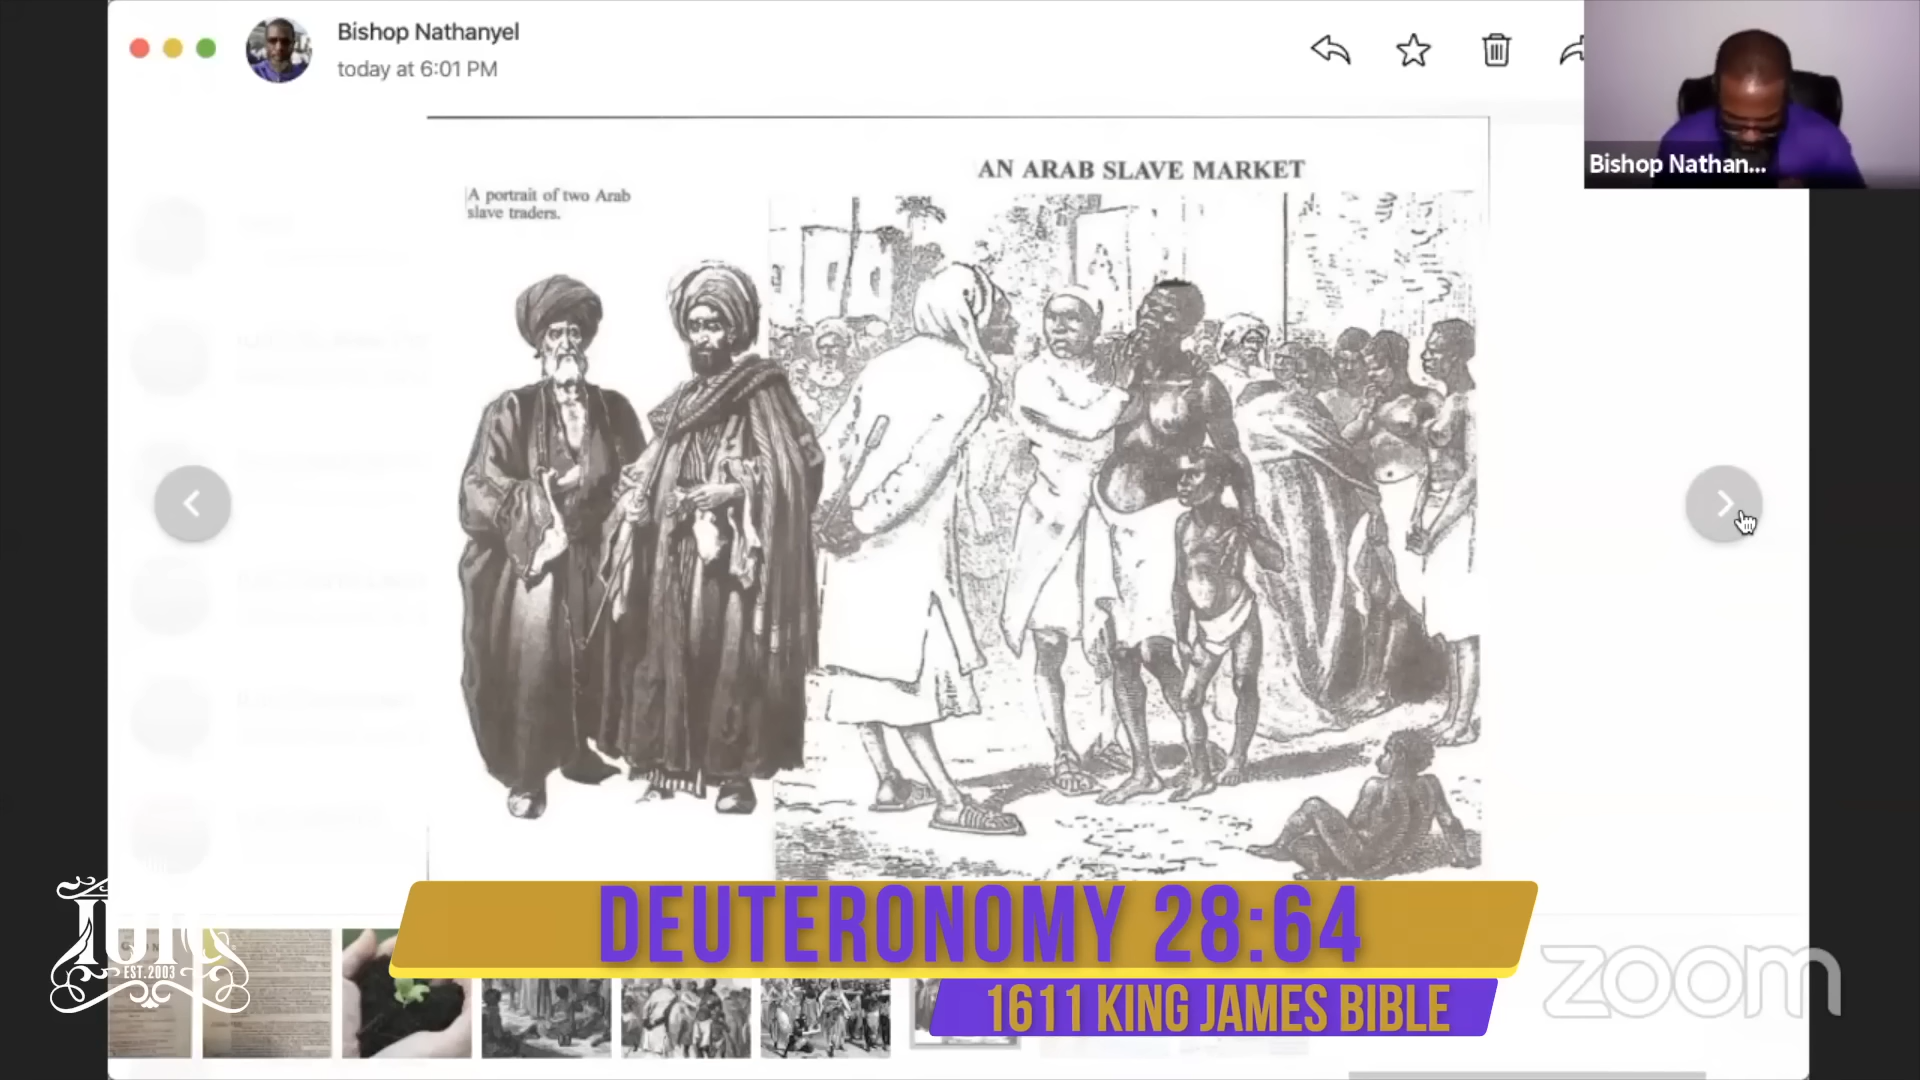 Bishop Nathanyel
today at 6:01 PM
Bishop Nathan...
AN ARAB SLAVE MARKET
A portrait of two Arab
slave traders.
DEUTERONOMY 28:64
1611 KING JAMES BIBLE
IUIC
EST.2003
zoom